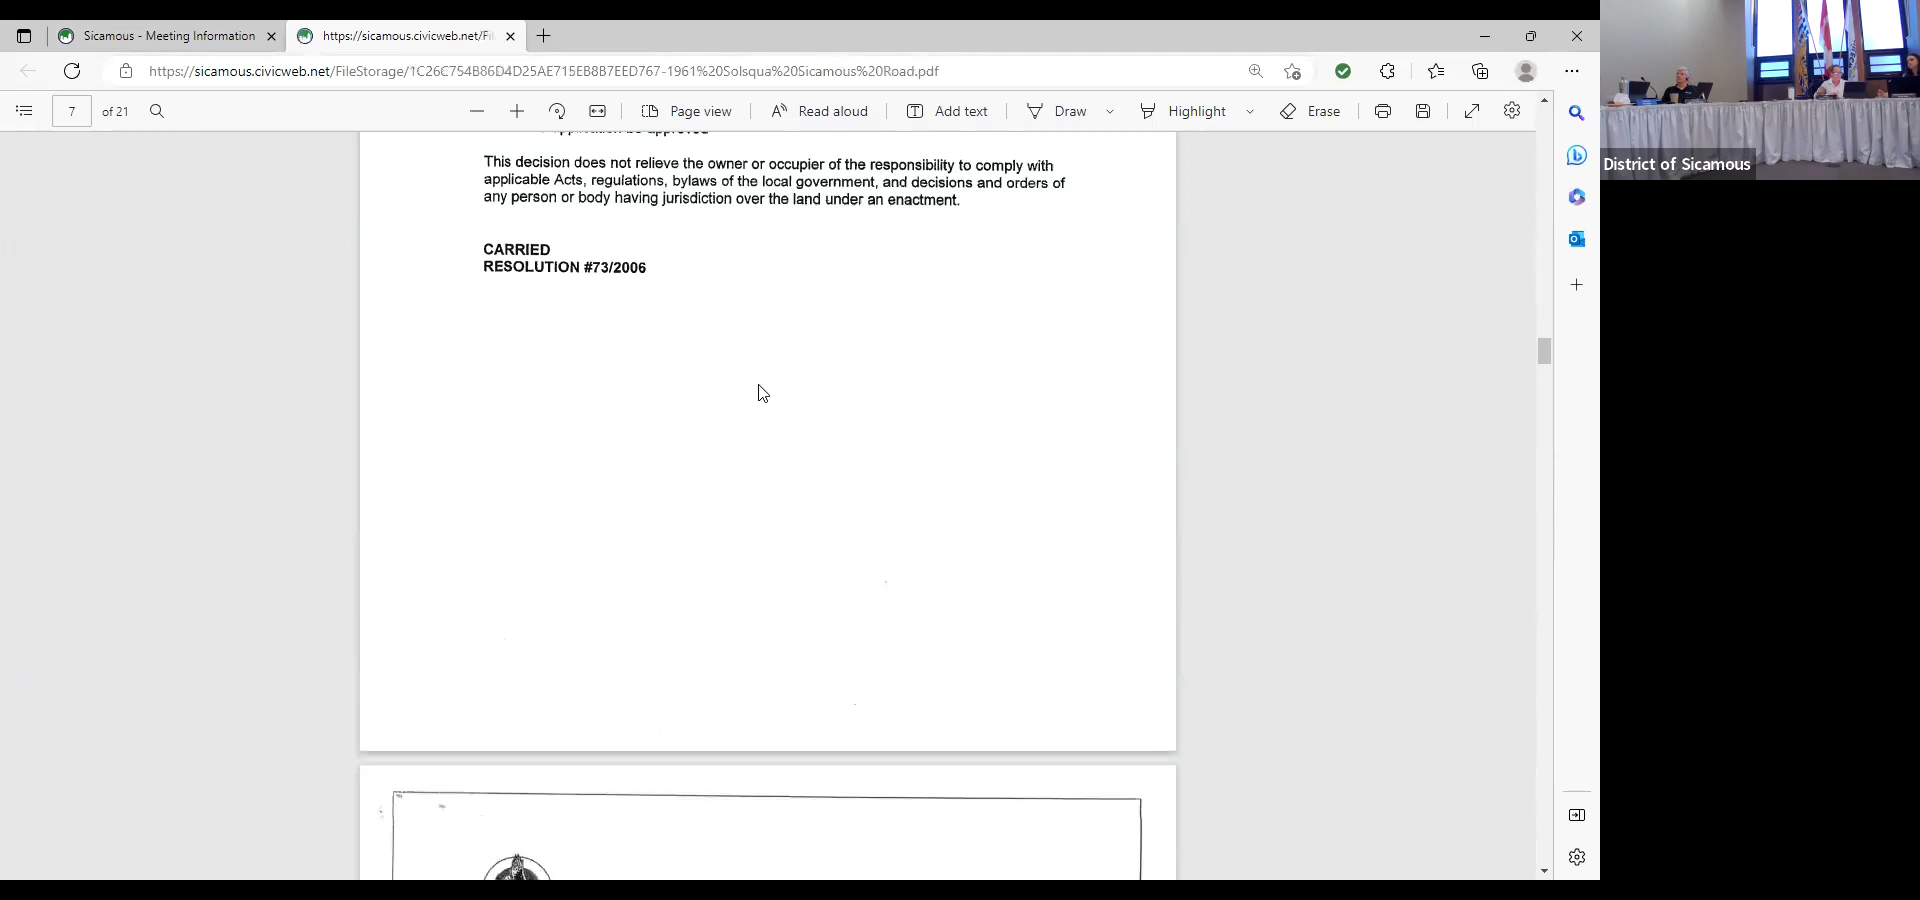 Sicamous - Meeting Information
https://sicamous.civicweb.net/Fil
https://sicamous.civicweb.net/FileStorage/1C26C754B86D4D25AE715EB8B7EED767-1961%20Solsqua%20Sicamous%20Road.pdf
7 of 21
Page view
Read aloud
Add text
Draw
Highlight
Erase
Application be approved
This decision does not relieve the owner or occupier of the responsibility to comply with
applicable Acts, regulations, bylaws of the local government, and decisions and orders of
any person or body having jurisdiction over the land under an enactment.
CARRIED
RESOLUTION #73/2006
District of Sicamous